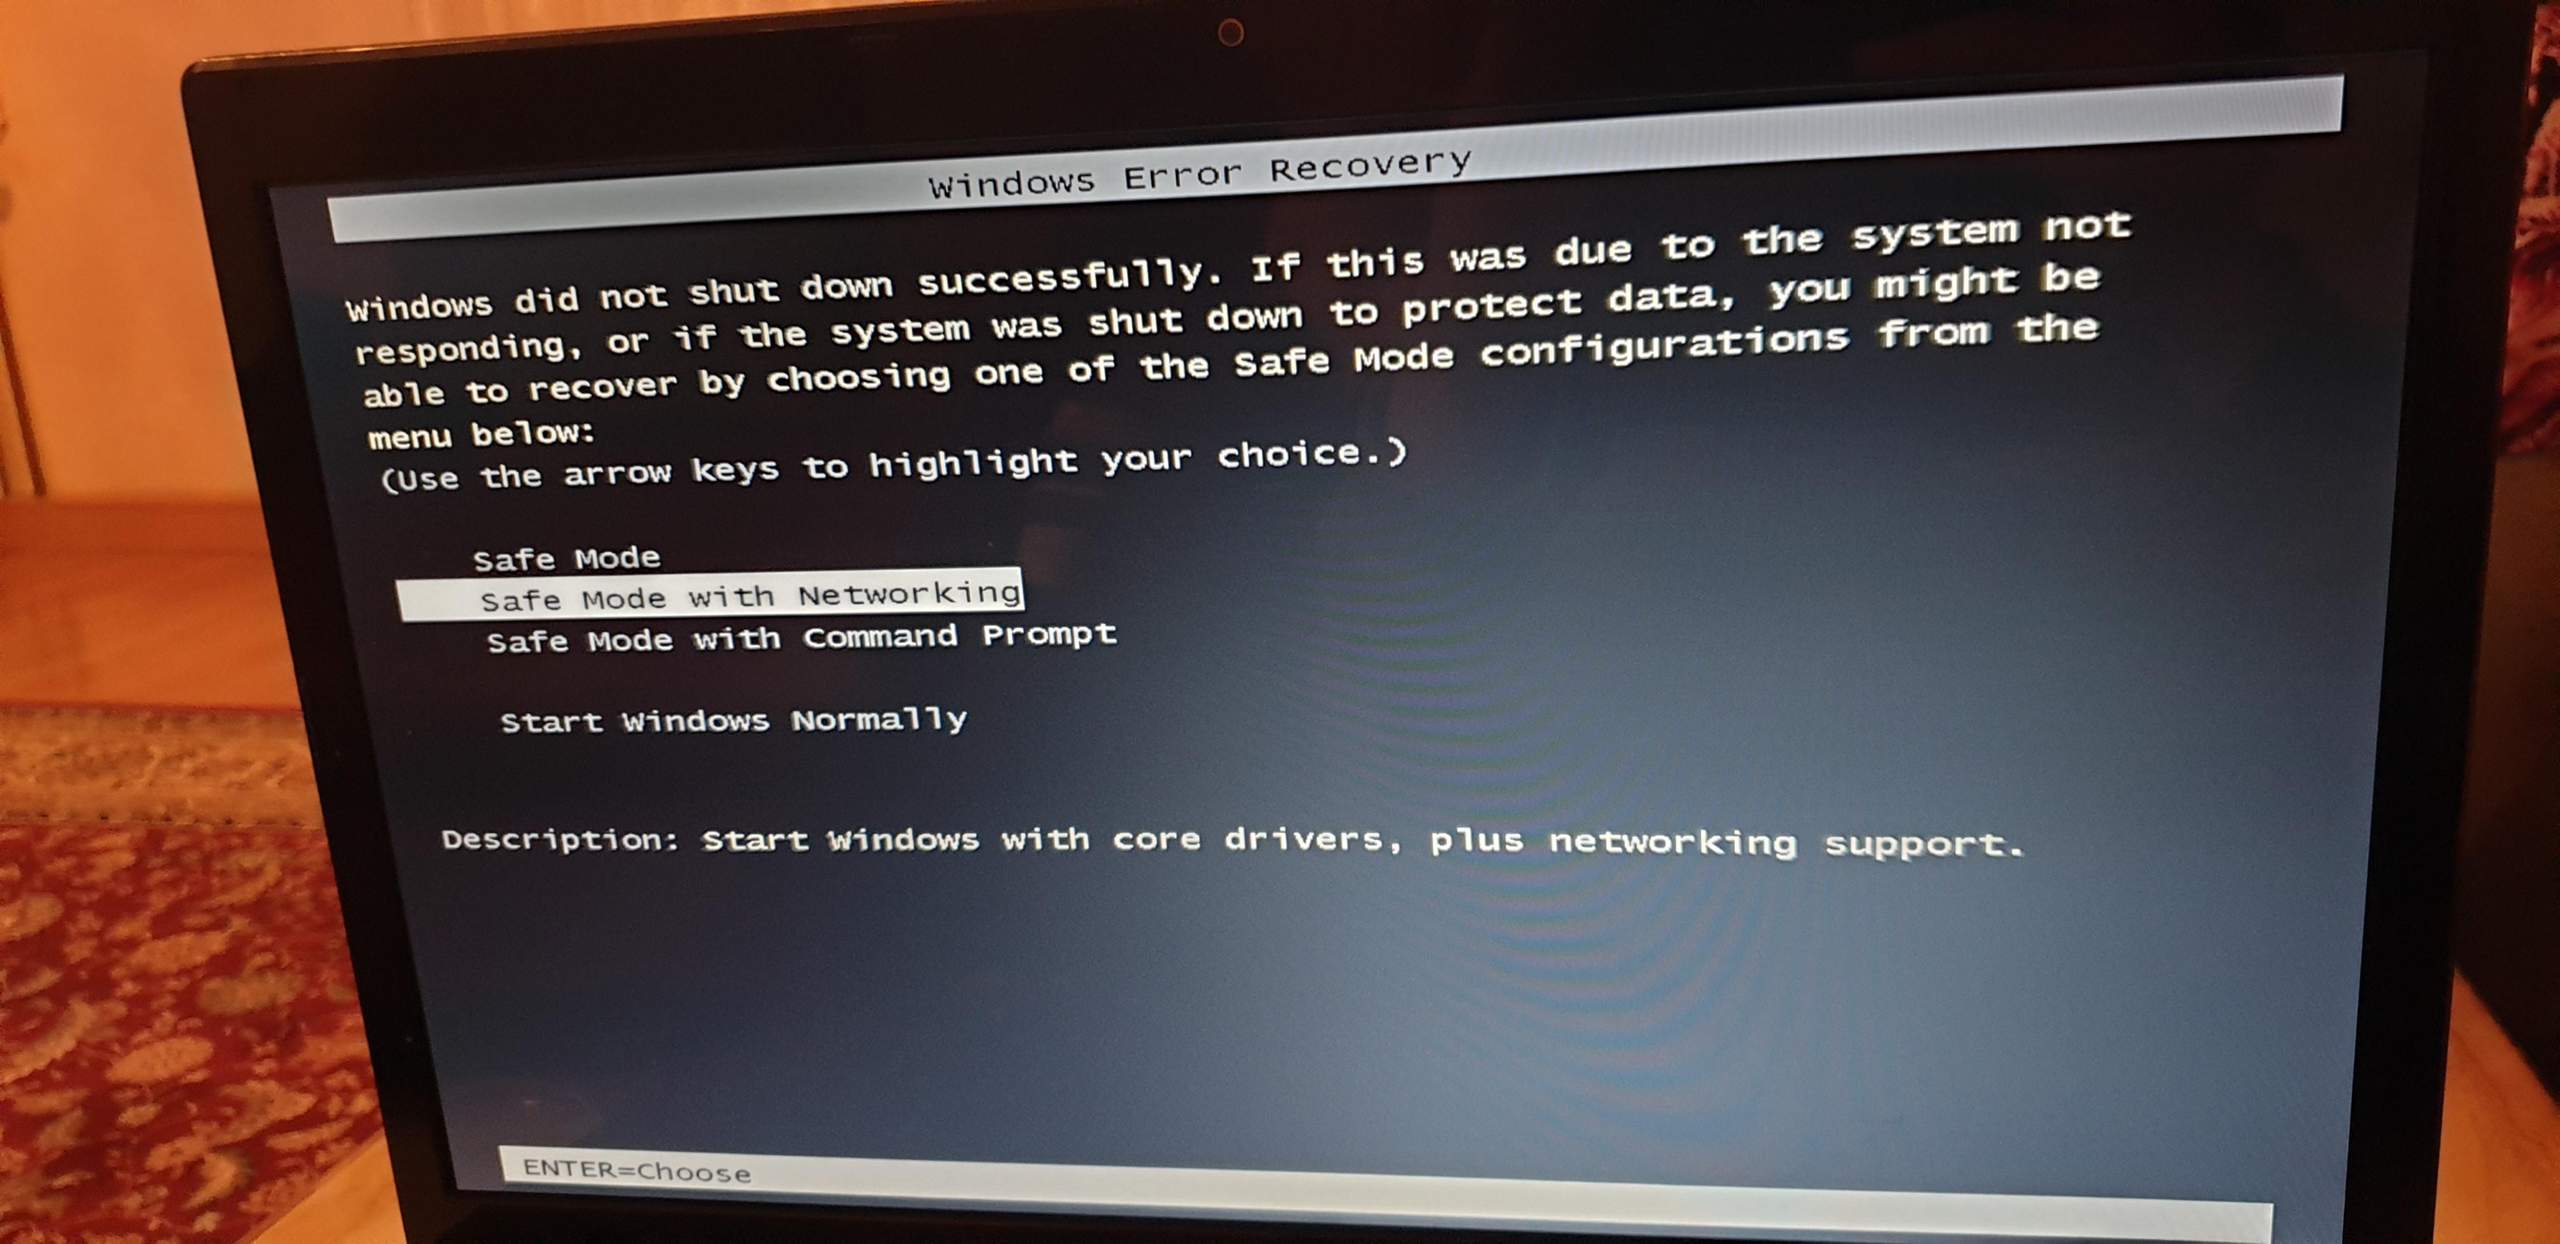 Windows Error Recovery
Windows did not shut down successfully. If this was due to the system not
responding, or if the system was shut down to protect data, you might be
able to recover by choosing one of the Safe Mode configurations from the
menu below:
(Use the arrow keys to highlight your choice.)
Safe Mode
Safe Mode with Networking
Safe Mode with Command Prompt
Start Windows Normally
Description: Start Windows with core drivers, plus networking support.
ENTER=Choose